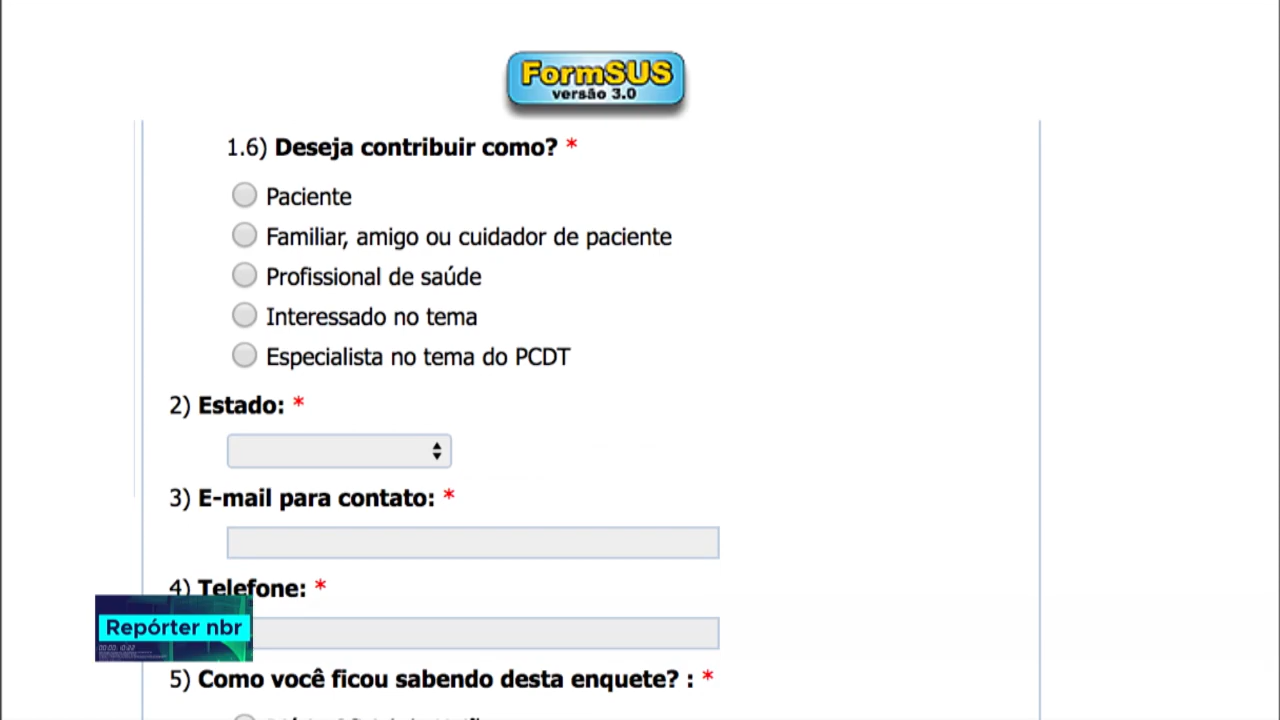 FormSUS
versão 3.0
1.6) Deseja contribuir como? *
Paciente
Familiar, amigo ou cuidador de paciente
Profissional de saúde
Interessado no tema
Especialista no tema do PCDT
2) Estado: *
3) E-mail para contato: *
4) Telefone: *
Repórter nbr
5) Como você ficou sabendo desta enquete? : *